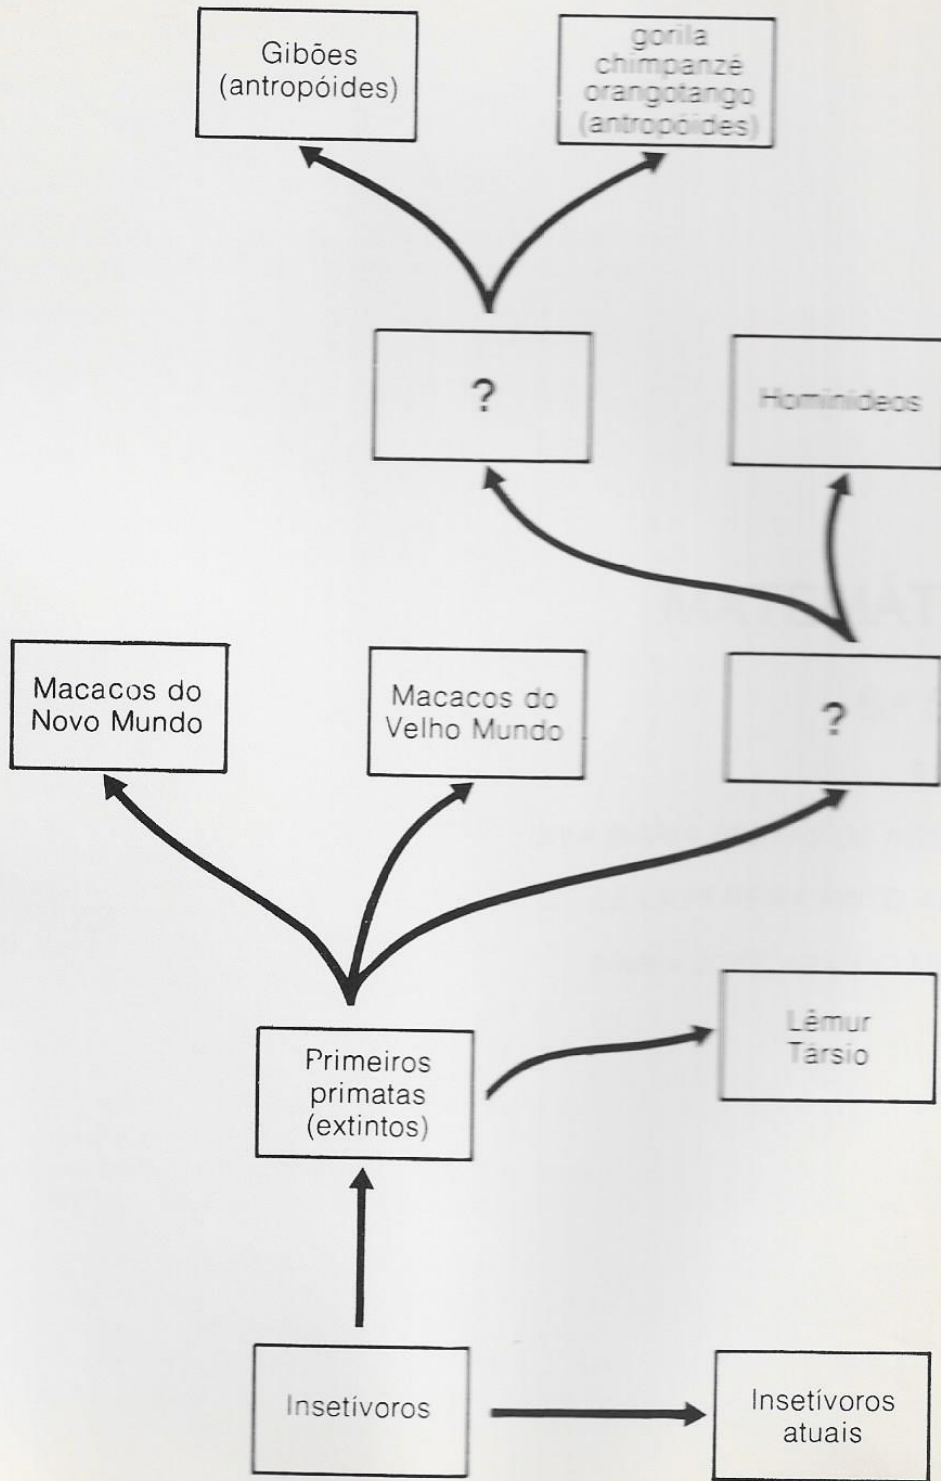 Gibões
(antropóides)
gorila
chimpanzé
orangotango
(antropóides)
?
Hominídeos
Macacos do
Novo Mundo
Macacos do
Velho Mundo
?
Primeiros
primatas
(extintos)
Lêmur
Társio
Insetívoros
Insetívoros
atuais